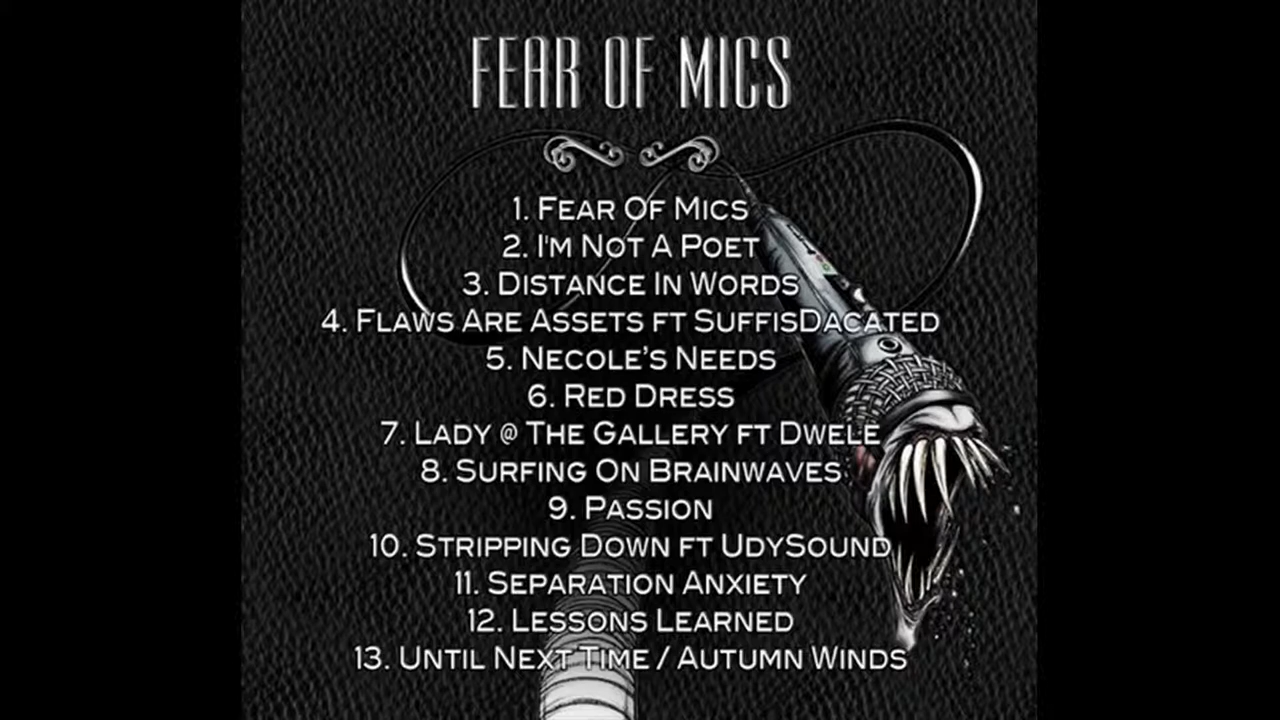 FEAR OF MICS
1. FEAR OF MICS
2. I'M NOT A POET
3. DISTANCE IN WORDS
4. FLAWS ARE ASSETS FT SUFFISDACATED
5. NECOLE'S NEEDS
6. RED DRESS
7. LADY @ THE GALLERY FT DWELE
8. SURFING ON BRAINWAVES
9. PASSION
10. STRIPPING DOWN FT UDYSOUND
11. SEPARATION ANXIETY
12. LESSONS LEARNED
13. UNTIL NEXT TIME / AUTUMN WINDS